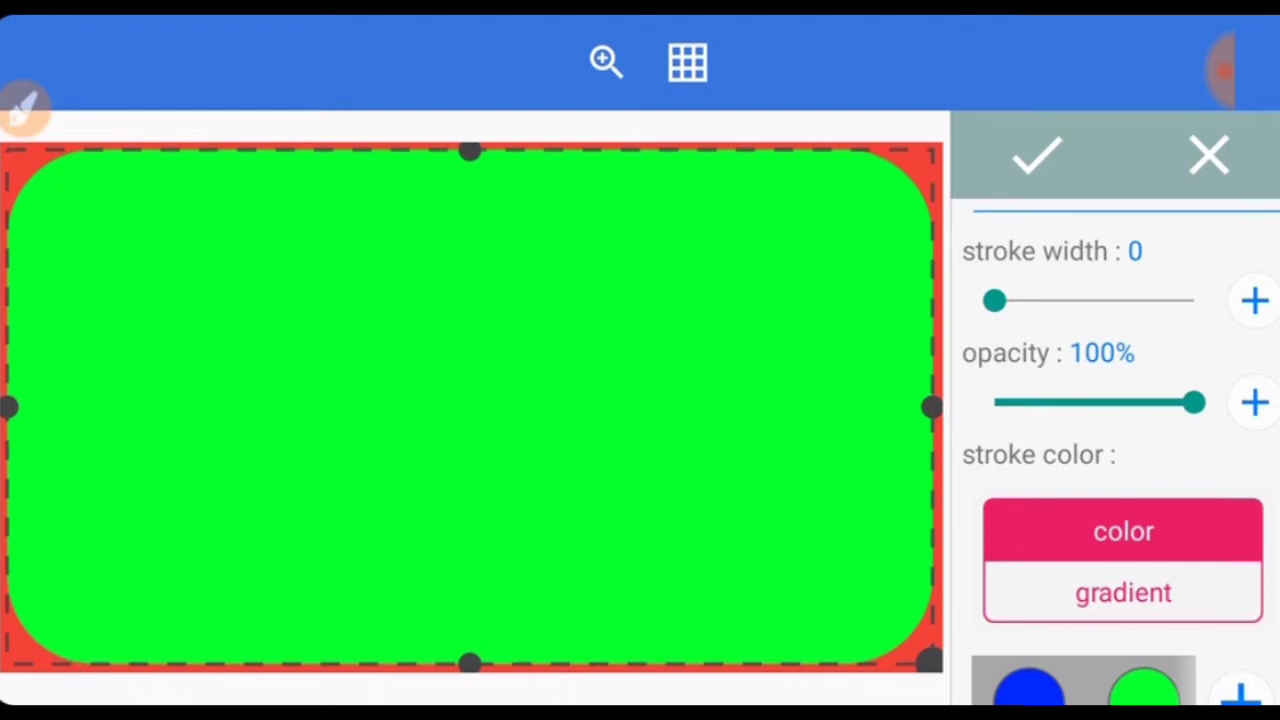 stroke width : 0
opacity : 100%
stroke color :
color
gradient